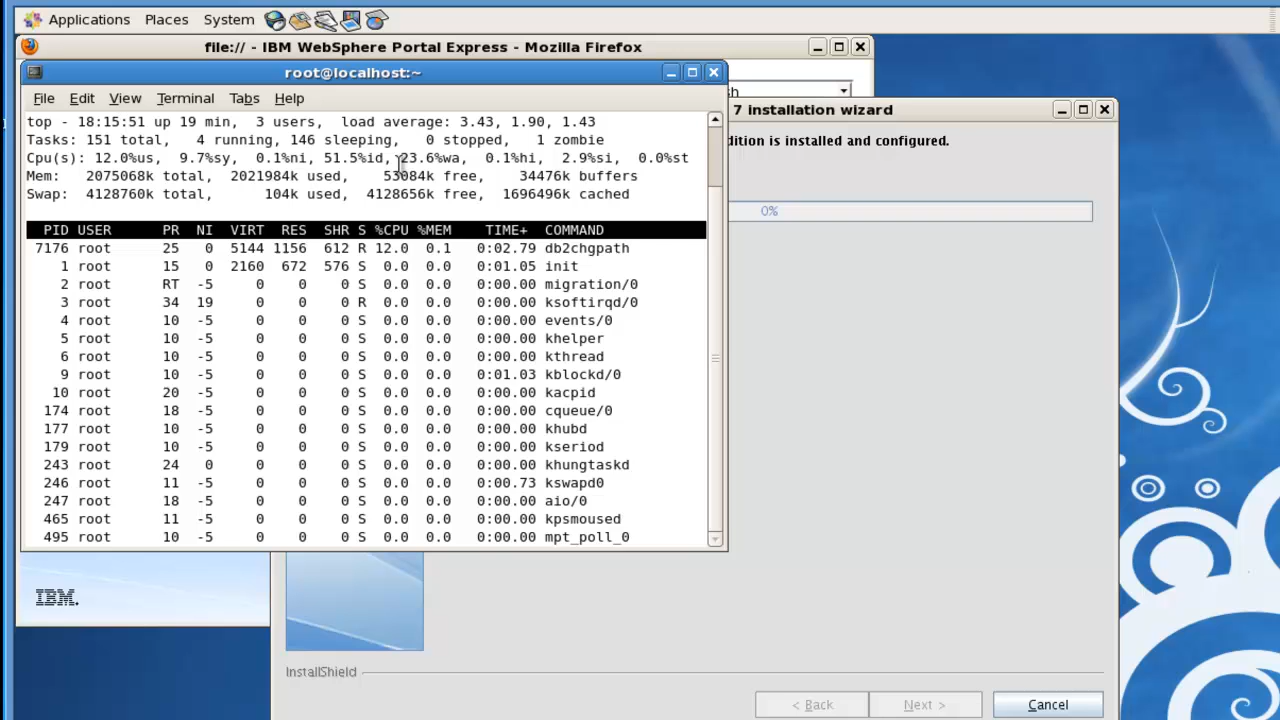 Applications Places System
file:// - IBM WebSphere Portal Express - Mozilla Firefox
root@localhost:~
sh
7 installation wizard
File Edit View Terminal Tabs Help
top - 18:15:51 up 19 min, 3 users, load average: 3.43, 1.90, 1.43
Tasks: 151 total, 4 running, 146 sleeping, 0 stopped, 1 zombie
dition is installed and configured.
Cpu(s): 12.0%us, 9.7%sy, 0.1%ni, 51.5%id, 23.6%wa, 0.1%hi, 2.9%si, 0.0%st
Mem: 2075068k total, 2021984k used, 53084k free, 34476k buffers
Swap: 4128760k total, 104k used, 4128656k free, 1696496k cached
0%
PID USER PR NI VIRT RES SHR S %CPU %MEM TIME+ COMMAND
7176 root 25 0 5144 1156 612 R 12.0 0.1 0:02.79 db2chgpath
1 root 15 0 2160 672 576 S 0.0 0.0 0:01.05 init
2 root RT -5 0 0 0 S 0.0 0.0 0:00.00 migration/0
3 root 34 19 0 0 0 R 0.0 0.0 0:00.00 ksoftirqd/0
4 root 10 -5 0 0 0 S 0.0 0.0 0:00.00 events/0
5 root 10 -5 0 0 0 S 0.0 0.0 0:00.00 khelper
6 root 10 -5 0 0 0 S 0.0 0.0 0:00.00 kthread
9 root 10 -5 0 0 0 S 0.0 0.0 0:01.03 kblockd/0
10 root 20 -5 0 0 0 S 0.0 0.0 0:00.00 kacpid
174 root 18 -5 0 0 0 S 0.0 0.0 0:00.00 cqueue/0
177 root 10 -5 0 0 0 S 0.0 0.0 0:00.00 khubd
179 root 10 -5 0 0 0 S 0.0 0.0 0:00.00 kseriod
243 root 24 0 0 0 0 S 0.0 0.0 0:00.00 khungtaskd
246 root 11 -5 0 0 0 S 0.0 0.0 0:00.73 kswapd0
247 root 18 -5 0 0 0 S 0.0 0.0 0:00.00 aio/0
465 root 11 -5 0 0 0 S 0.0 0.0 0:00.00 kpsmoused
495 root 10 -5 0 0 0 S 0.0 0.0 0:00.00 mpt_poll_0
IBM.
InstallShield
< Back Next > Cancel